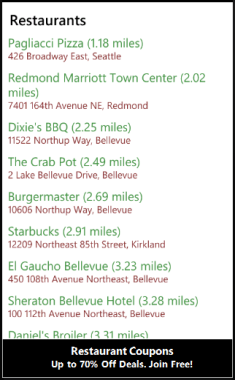 Restaurants
Pagliacci Pizza (1.18 miles)
426 Broadway East, Seattle
Redmond Marriott Town Center (2.02
miles)
7401 164th Avenue NE, Redmond
Dixie's BBQ (2.25 miles)
11522 Northup Way, Bellevue
The Crab Pot (2.49 miles)
2 Lake Bellevue Drive, Bellevue
Burgermaster (2.69 miles)
10606 Northup Way, Bellevue
Starbucks (2.91 miles)
12209 Northeast 85th Street, Kirkland
El Gaucho Bellevue (3.23 miles)
450 108th Avenue Northeast, Bellevue
Sheraton Bellevue Hotel (3.28 miles)
100 112th Avenue Northeast, Bellevue
Daniel's Broiler (3.31 miles)
Restaurant Coupons
Up to 70% Off Deals. Join Free!